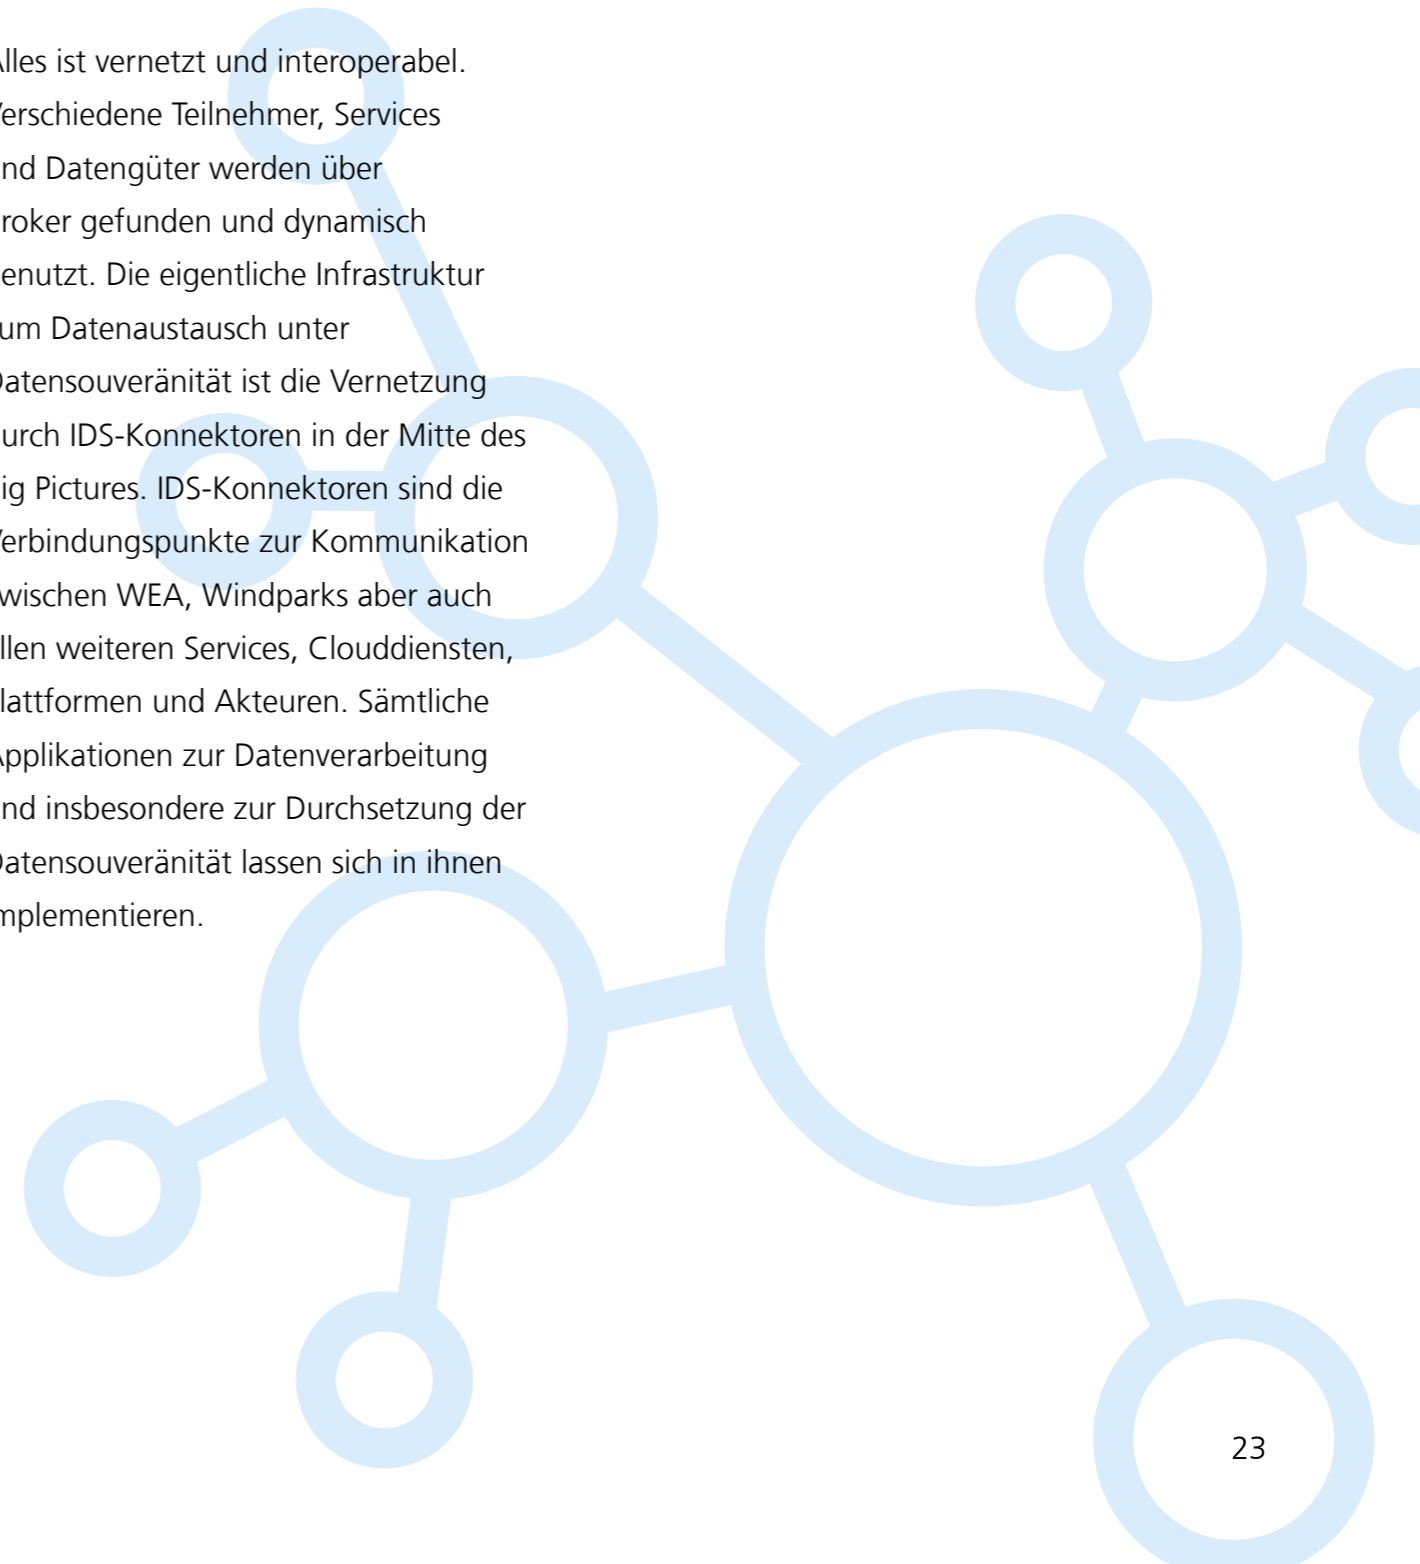 lles ist vernetzt und interoperabel.
erschiedene Teilnehmer, Services
nd Datengüter werden über
roker gefunden und dynamisch
enutzt. Die eigentliche Infrastruktur
um Datenaustausch unter
atensouveränität ist die Vernetzung
urch IDS-Konnektoren in der Mitte des
ig Pictures. IDS-Konnektoren sind die
erbindungspunkte zur Kommunikation
wischen WEA, Windparks aber auch
llen weiteren Services, Clouddiensten,
lattformen und Akteuren. Sämtliche
pplikationen zur Datenverarbeitung
nd insbesondere zur Durchsetzung der
atensouveränität lassen sich in ihnen
mplementieren.
23